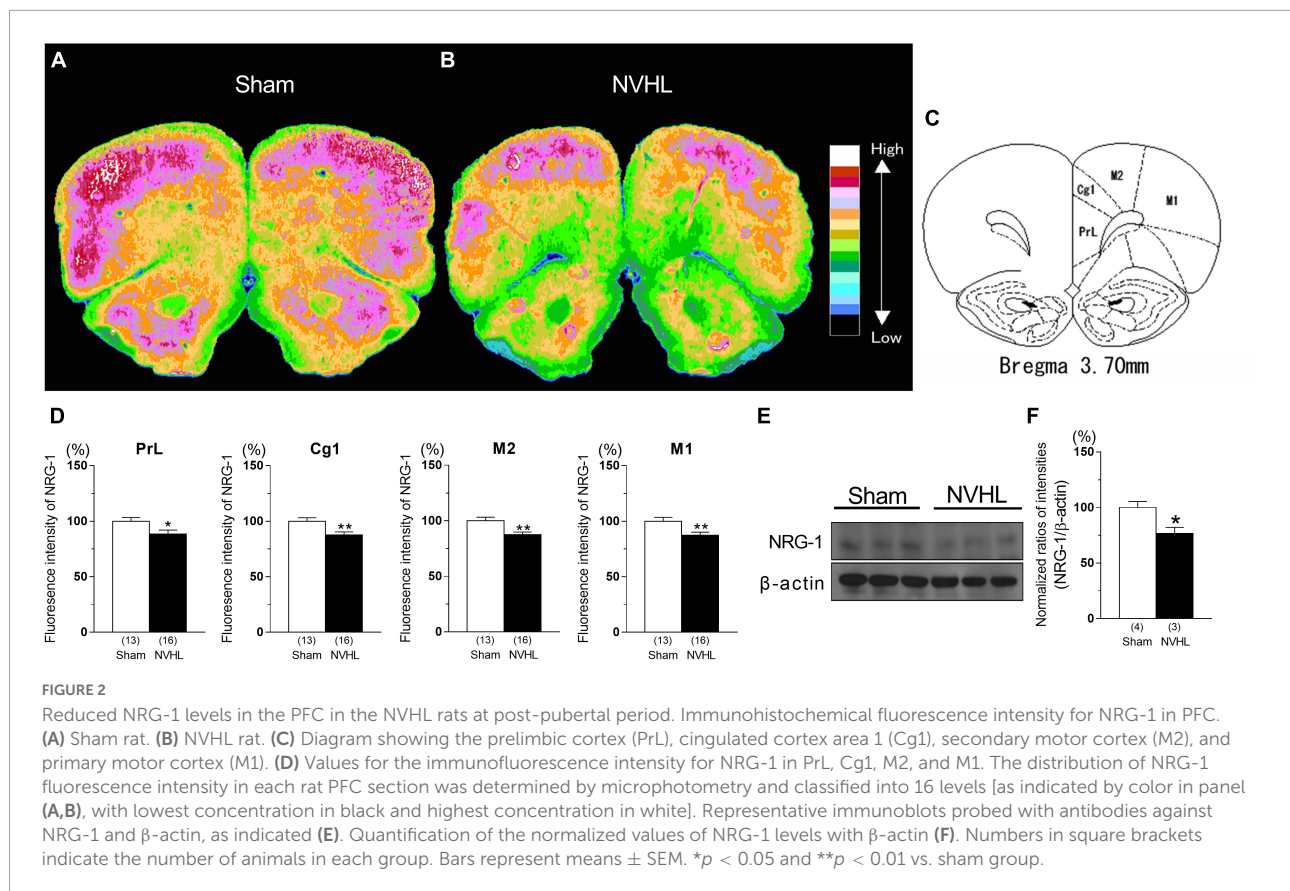 A
Sham
B
NVHL
C
High
Low
Cg1
M2
M1
PrL
Bregma 3.70mm
D
(%)
PrL
Fluoresence intensity of NRG-1
150
100
50
0
*
(13)
(16)
Sham
NVHL
(%)
Cg1
Fluoresence intensity of NRG-1
150
100
50
0
**
(13)
(16)
Sham
NVHL
(%)
M2
Fluoresence intensity of NRG-1
150
100
50
0
**
(13)
(16)
Sham
NVHL
(%)
M1
Fluoresence intensity of NRG-1
150
100
50
0
**
(13)
(16)
Sham
NVHL
E
Sham
NVHL
NRG-1
β-actin
F
(%)
Normalized ratios of intensities
(NRG-1/β-actin)
150
100
50
0
*
(4)
(3)
Sham
NVHL
FIGURE 2
Reduced NRG-1 levels in the PFC in the NVHL rats at post-pubertal period. Immunohistochemical fluorescence intensity for NRG-1 in PFC.
(A) Sham rat. (B) NVHL rat. (C) Diagram showing the prelimbic cortex (PrL), cingulated cortex area 1 (Cg1), secondary motor cortex (M2), and
primary motor cortex (M1). (D) Values for the immunofluorescence intensity for NRG-1 in PrL, Cg1, M2, and M1. The distribution of NRG-1
fluorescence intensity in each rat PFC section was determined by microphotometry and classified into 16 levels [as indicated by color in panel
(A,B), with lowest concentration in black and highest concentration in white]. Representative immunoblots probed with antibodies against
NRG-1 and β-actin, as indicated (E). Quantification of the normalized values of NRG-1 levels with β-actin (F). Numbers in square brackets
indicate the number of animals in each group. Bars represent means ± SEM. *p < 0.05 and **p < 0.01 vs. sham group.